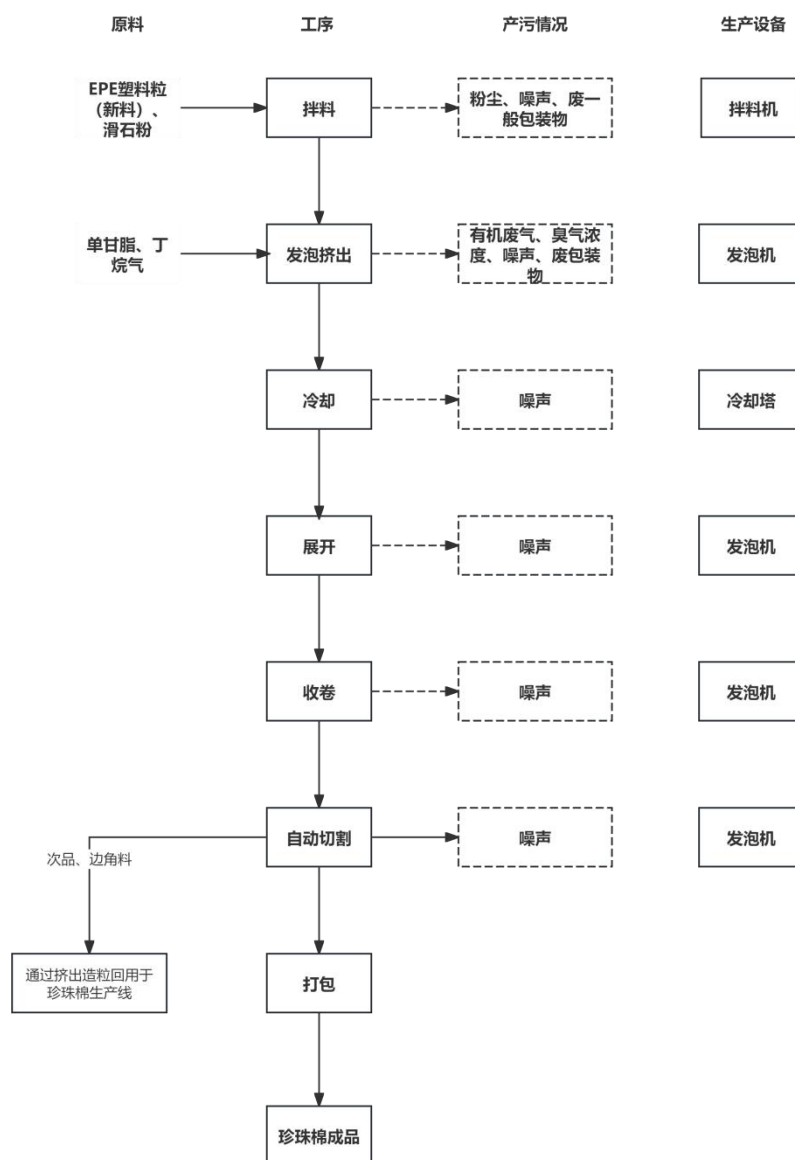 原料 工序 产污情况 生产设备
EPE塑料粒
（新料）、
滑石粉
拌料
粉尘、噪声、废一
般包装物
拌料机
单甘脂、丁
烷气
发泡挤出
有机废气、臭气浓
度、噪声、废包装
物
发泡机
冷却
噪声
冷却塔
展开
噪声
发泡机
收卷
噪声
发泡机
自动切割
噪声
发泡机
次品、边角料
通过挤出造粒回用于
珍珠棉生产线
打包
珍珠棉成品